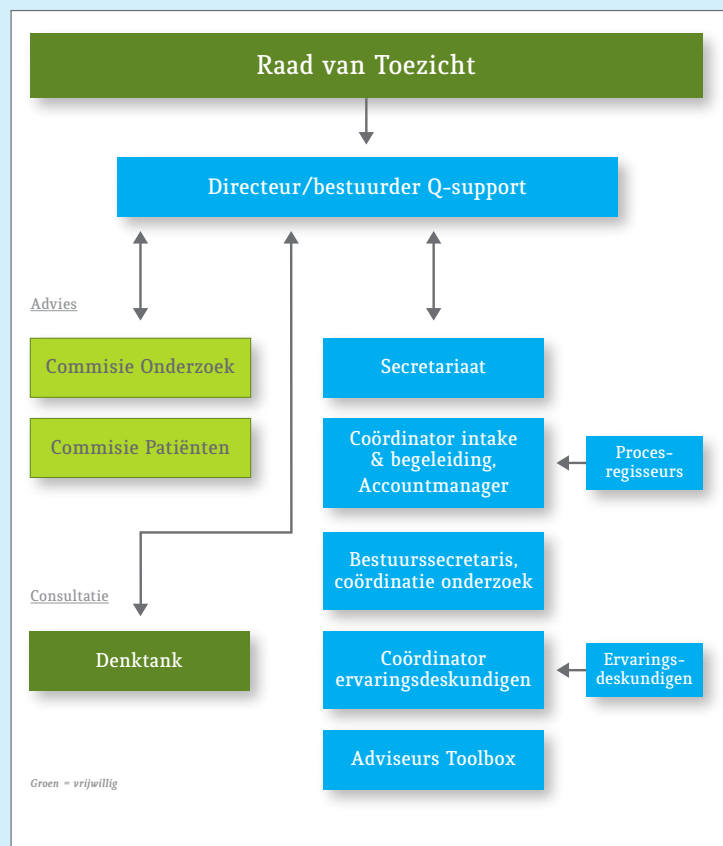 Raad van Toezicht
Directeur/bestuurder Q-support
Advies
Commisie Onderzoek
Commisie Patiënten
Consultatie
Denktank
Secretariaat
Coördinator intake
& begeleiding,
Accountmanager
Proces-
regisseurs
Bestuurssecretaris,
coördinatie onderzoek
Coördinator
ervaringsdeskundigen
Ervarings-
deskundigen
Adviseurs Toolbox
Groen = vrijwillig